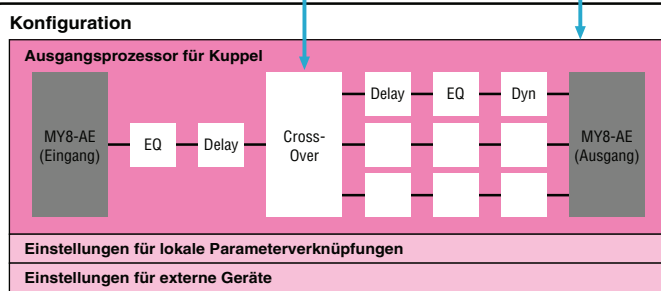 Konfiguration
Ausgangsprozessor für Kuppel
MY8-AE
(Eingang)
EQ
Delay
Cross-
Over
Delay
EQ
Dyn
MY8-AE
(Ausgang)
Einstellungen für lokale Parameterverknüpfungen
Einstellungen für externe Geräte